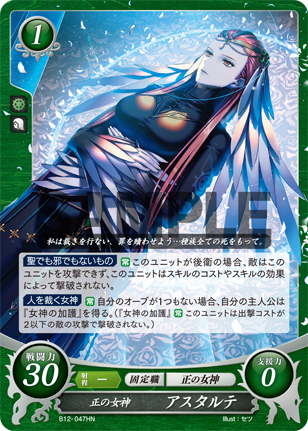 1
SAMPLE
私は裁きを行ない、罪を贖わせよう…種族全ての死をもって。
聖でも邪でもないもの 常 このユニットが後衛の場合、敵はこの
ユニットを攻撃できず、このユニットはスキルのコストやスキルの効果
によって撃破されない。
人を裁く女神 常 自分のオーブが1つもない場合、自分の主人公は
『女神の加護』を得る。(『女神の加護』常 このユニットは出撃コストが
2以下の敵の攻撃で撃破されない。)
戦闘力
30
射程 －
固定職
正の女神
支援力
0
正の女神 アスタルテ
B12-047HN
Illust:セツ